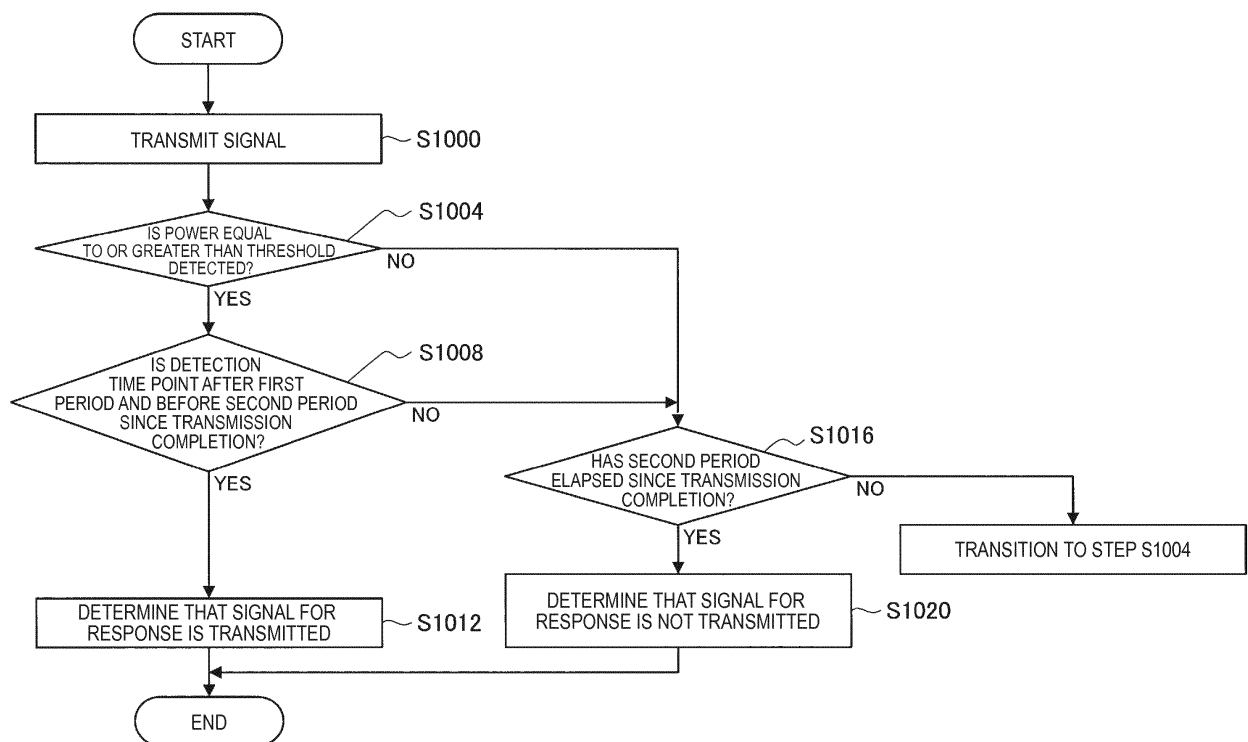 START
TRANSMIT SIGNAL
S1000
IS POWER EQUAL
TO OR GREATER THAN THRESHOLD
DETECTED?
S1004
NO
YES
IS DETECTION
TIME POINT AFTER FIRST
PERIOD AND BEFORE SECOND PERIOD
SINCE TRANSMISSION
COMPLETION?
S1008
NO
YES
HAS SECOND PERIOD
ELAPSED SINCE TRANSMISSION
COMPLETION?
S1016
NO
YES
TRANSITION TO STEP S1004
DETERMINE THAT SIGNAL FOR
RESPONSE IS TRANSMITTED
S1012
DETERMINE THAT SIGNAL FOR
RESPONSE IS NOT TRANSMITTED
S1020
END